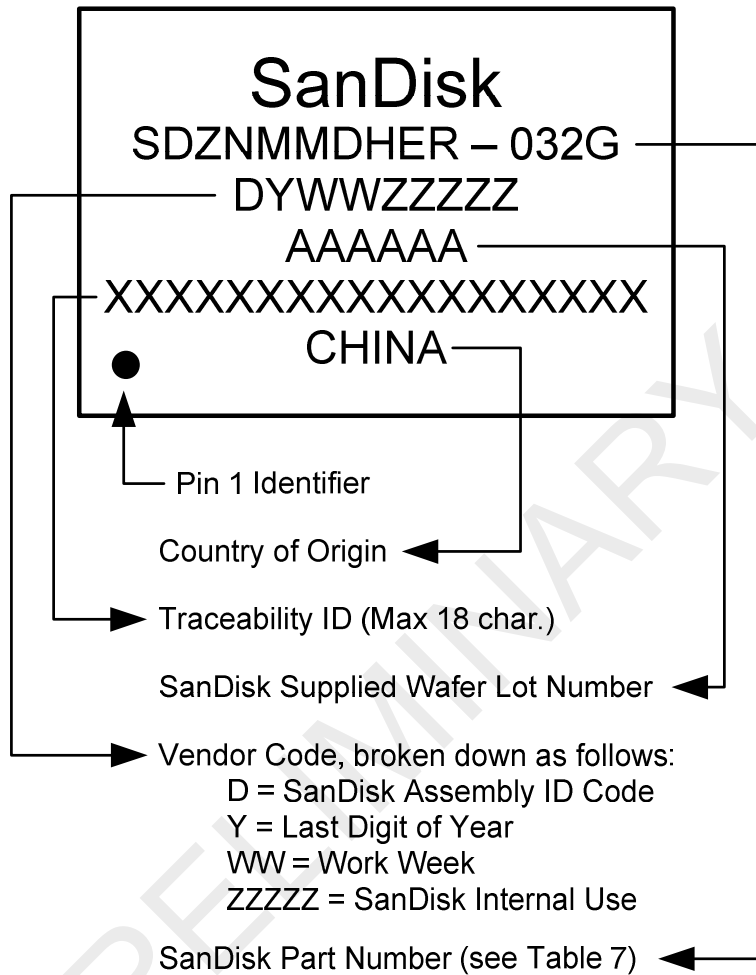 SanDisk
SDZNMMDHER – 032G
DYWWZZZZZ
AAAAAA
XXXXXXXXXXXXXXXXXX
CHINA
Pin 1 Identifier
Country of Origin
Traceability ID (Max 18 char.)
SanDisk Supplied Wafer Lot Number
Vendor Code, broken down as follows:
D = SanDisk Assembly ID Code
Y = Last Digit of Year
WW = Work Week
ZZZZZ = SanDisk Internal Use
SanDisk Part Number (see Table 7)
PRELIMINARY